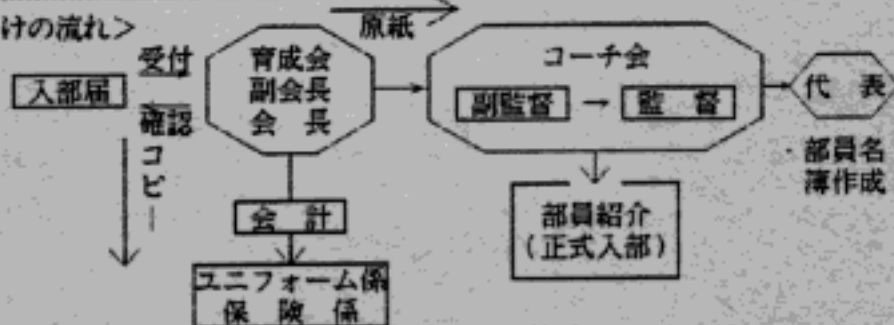 けの流れ>
原紙
受付
入部届
確認
コピー
育成会
副会長
会長
コーチ会
副監督 → 監督
代表
・部員名
簿作成
会計
部員紹介
(正式入部)
ユニフォーム係
保険係